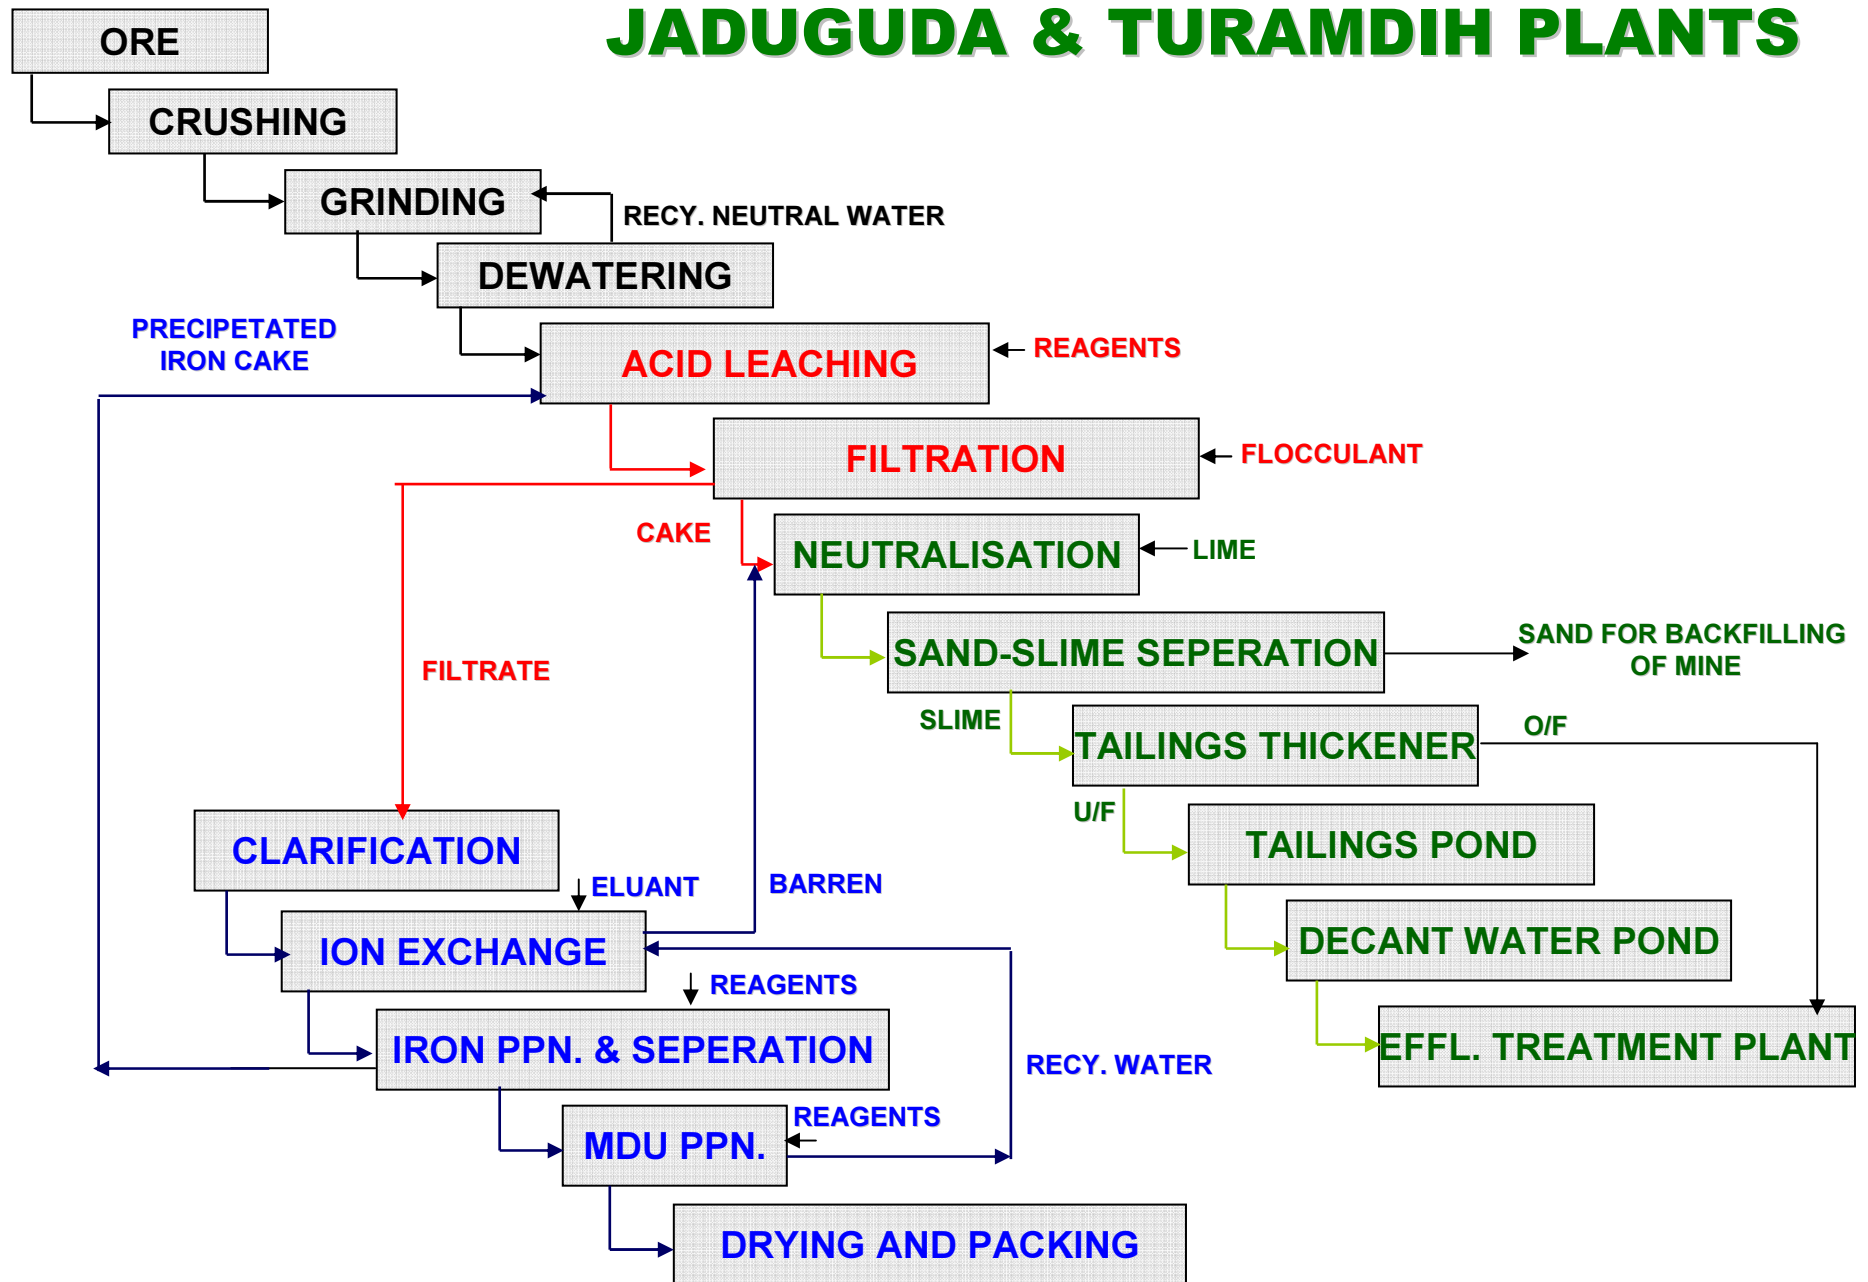 JADUGUDA & TURAMDIH PLANTS
ORE
CRUSHING
GRINDING
RECY. NEUTRAL WATER
DEWATERING
PRECIPETATED
IRON CAKE
ACID LEACHING
REAGENTS
FILTRATION
FLOCCULANT
CAKE
NEUTRALISATION
LIME
SAND-SLIME SEPERATION
SAND FOR BACKFILLING
OF MINE
FILTRATE
SLIME
TAILINGS THICKENER
O/F
U/F
TAILINGS POND
CLARIFICATION
ELUANT
BARREN
ION EXCHANGE
DECANT WATER POND
REAGENTS
IRON PPN. & SEPERATION
RECY. WATER
EFFL. TREATMENT PLANT
REAGENTS
MDU PPN.
DRYING AND PACKING